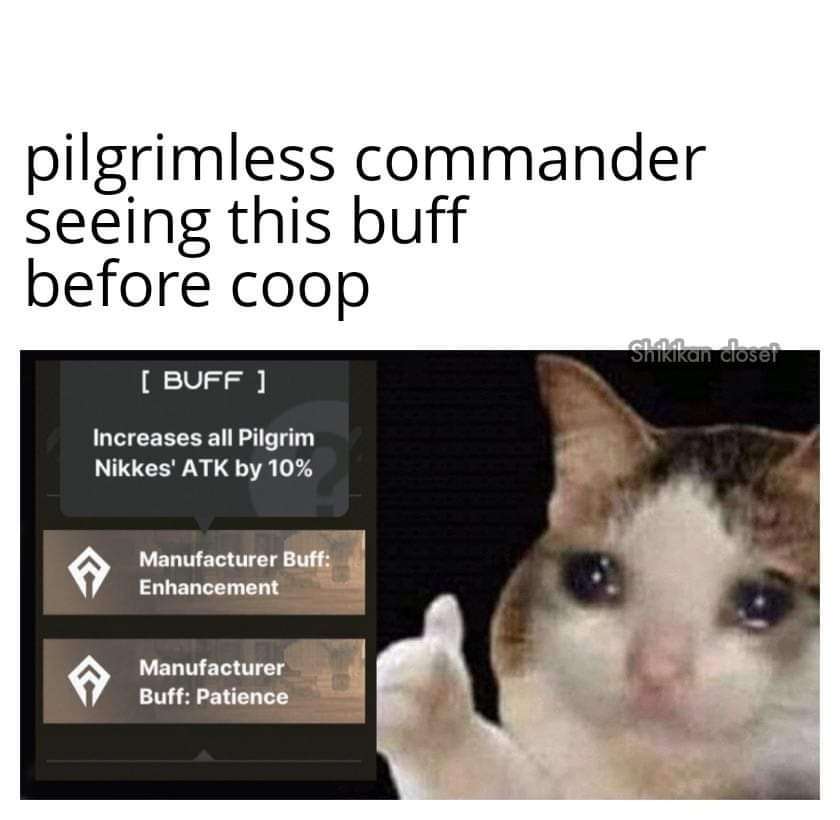 pilgrimless commander
seeing this buff
before coop
Shikikan closet
[ BUFF ]
Increases all Pilgrim
Nikkes' ATK by 10%
Manufacturer Buff:
Enhancement
Manufacturer
Buff: Patience